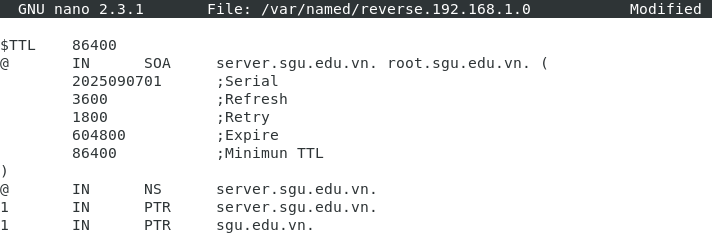 GNU nano 2.3.1 File: /var/named/reverse.192.168.1.0 Modified
$TTL 86400
@ IN SOA server.sgu.edu.vn. root.sgu.edu.vn. (
2025090701 ;Serial
3600 ;Refresh
1800 ;Retry
604800 ;Expire
86400 ;Minimun TTL
)
@ IN NS server.sgu.edu.vn.
1 IN PTR server.sgu.edu.vn.
1 IN PTR sgu.edu.vn.